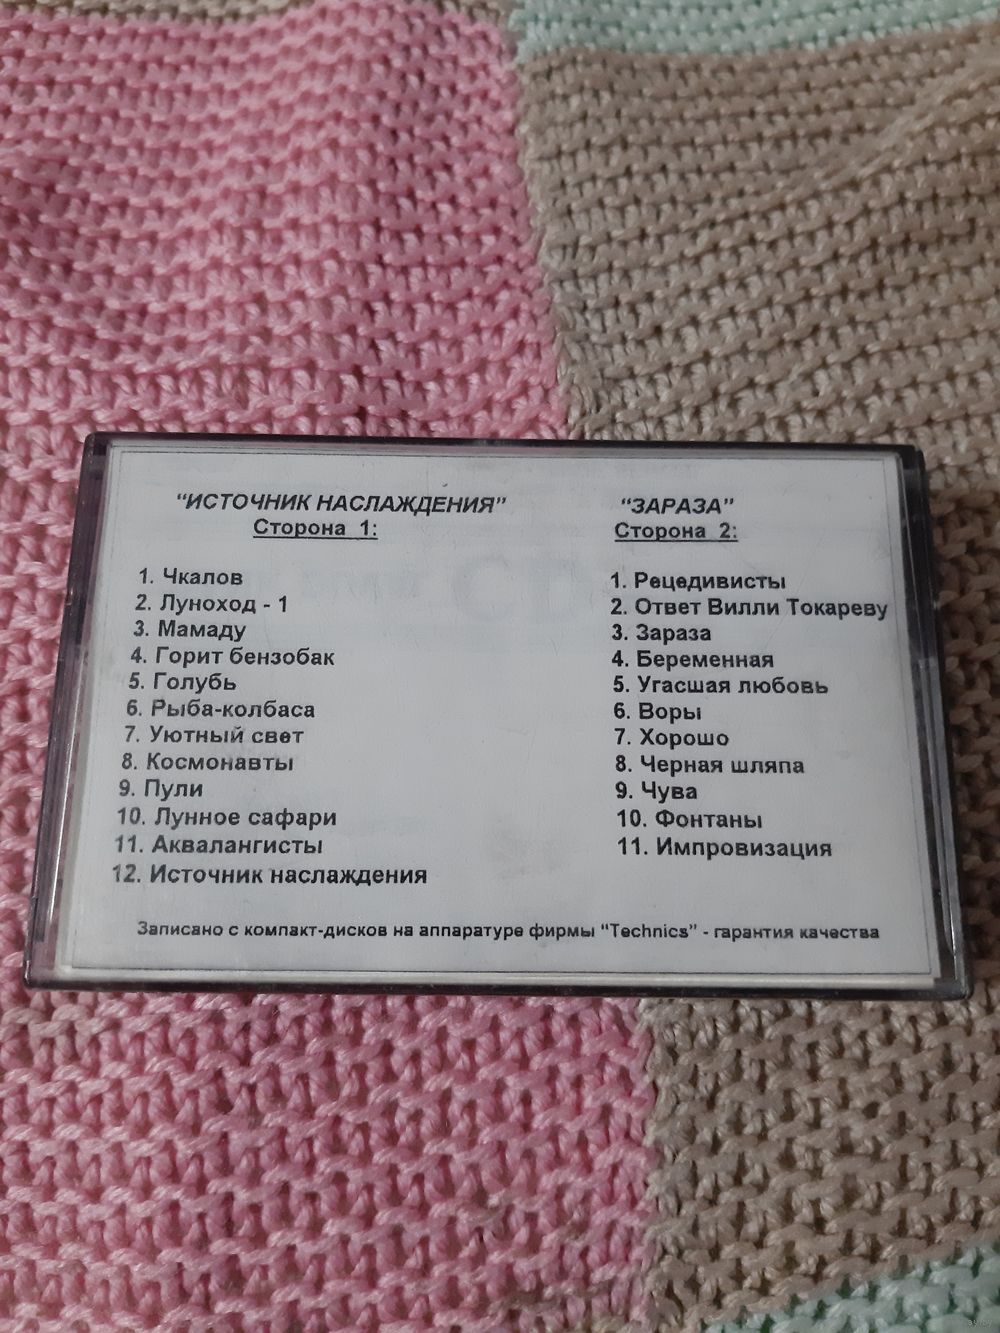 “ИСТОЧНИК НАСЛАЖДЕНИЯ”
Сторона 1:
1. Чкалов
2. Луноход - 1
3. Мамаду
4. Горит бензобак
5. Голубь
6. Рыба-колбаса
7. Уютный свет
8. Космонавты
9. Пули
10. Лунное сафари
11. Аквалангисты
12. Источник наслаждения
“ЗАРАЗА”
Сторона 2:
1. Рецедивисты
2. Ответ Вилли Токареву
3. Зараза
4. Беременная
5. Угасшая любовь
6. Воры
7. Хорошо
8. Черная шляпа
9. Чува
10. Фонтаны
11. Импровизация
Записано с компакт-дисков на аппаратуре фирмы “Technics” - гарантия качества